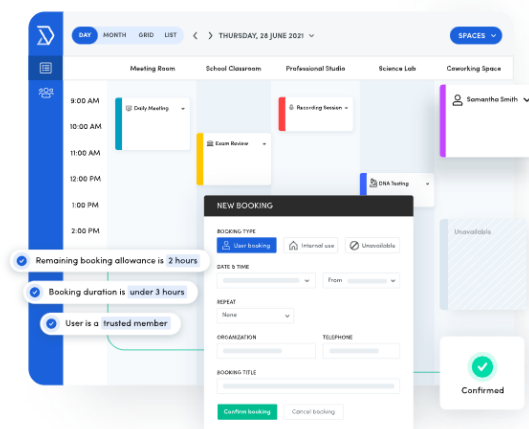 DAY MONTH GRID LIST
THURSDAY, 28 JUNE 2021
SPACES
Meeting Room School Classroom Professional Studio Science Lab Coworking Space
9:00 AM
Daily Meeting
Recording Session
Samantha Smith
10:00 AM
Exam Review
11:00 AM
12:00 PM
DNA Testing
1:00 PM
2:00 PM
Unavailable
NEW BOOKING
BOOKING TYPE
User booking Internal use Unavailable
DATE & TIME
From
REPEAT
None
ORGANIZATION TELEPHONE
BOOKING TITLE
Confirm booking Cancel booking
Remaining booking allowance is 2 hours
Booking duration is under 3 hours
User is a trusted member
Confirmed